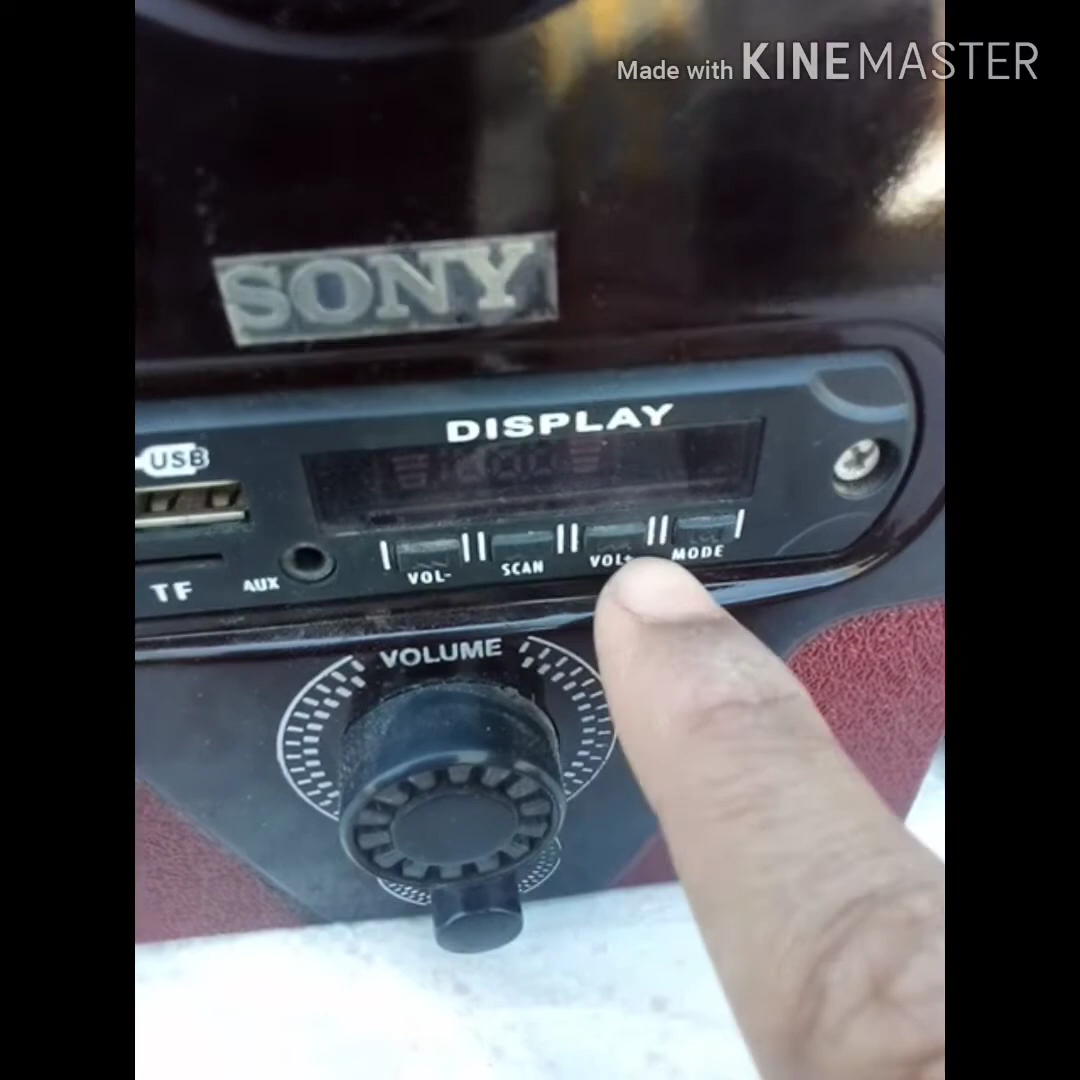 Made with KINEMASTER
SONY
DISPLAY
USB
VOL- SCAN VOL+ MODE
TF AUX
VOLUME